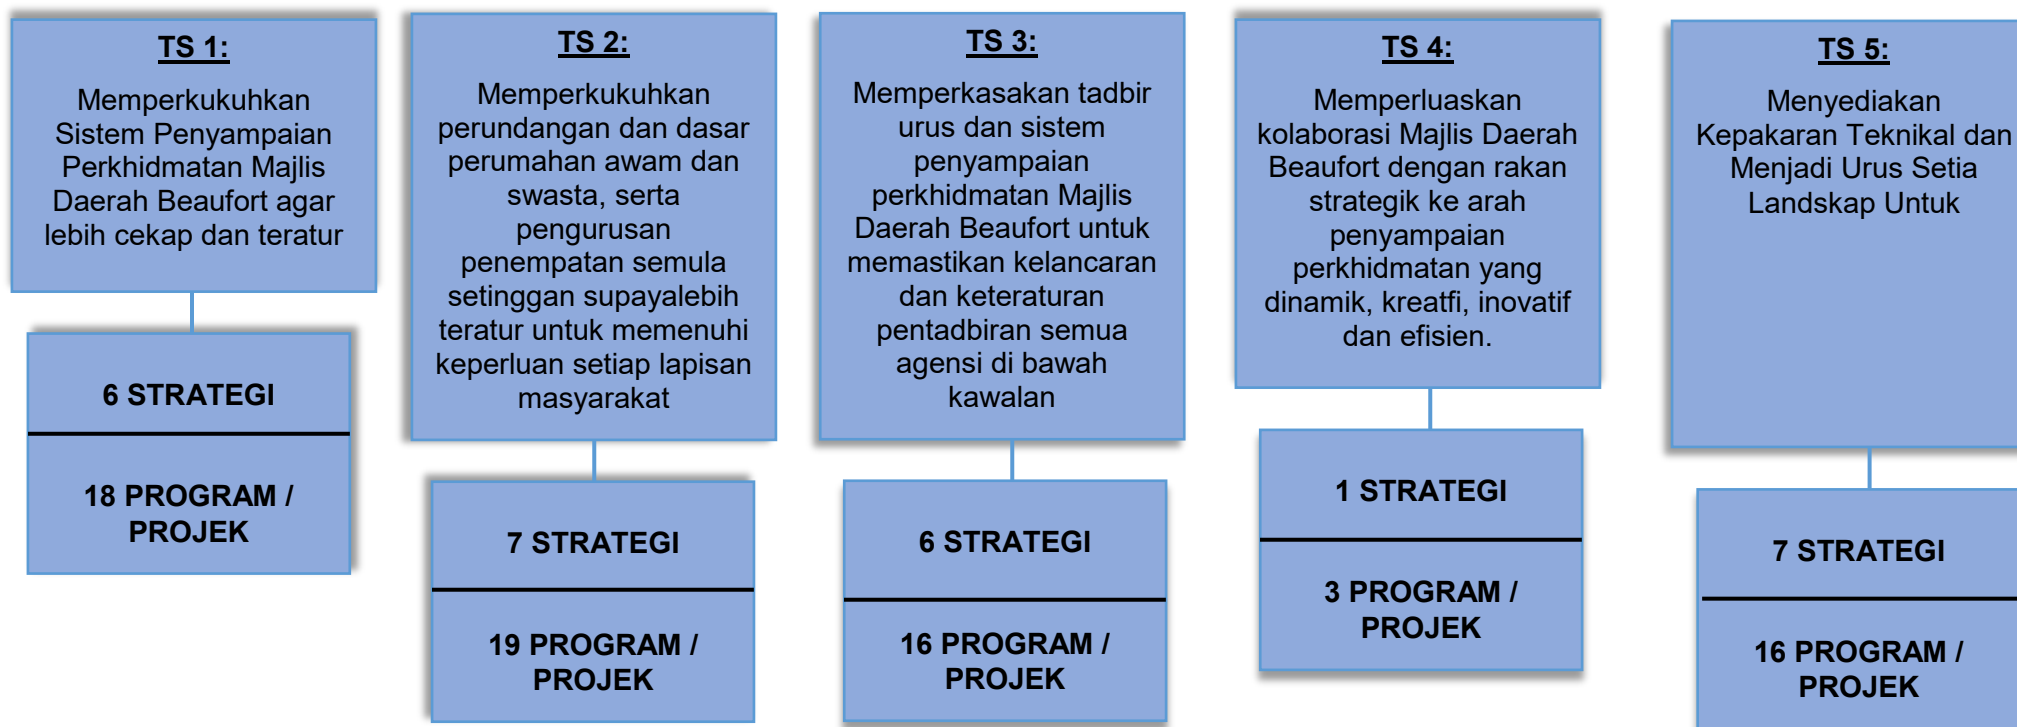 TS 1:
Memperkukuhkan
Sistem Penyampaian
Perkhidmatan Majlis
Daerah Beaufort agar
lebih cekap dan teratur
6 STRATEGI
18 PROGRAM /
PROJEK
TS 2:
Memperkukuhkan
perundangan dan dasar
perumahan awam dan
swasta, serta
pengurusan
penempatan semula
setinggan supayalebih
teratur untuk memenuhi
keperluan setiap lapisan
masyarakat
7 STRATEGI
19 PROGRAM /
PROJEK
TS 3:
Memperkasakan tadbir
urus dan sistem
penyampaian
perkhidmatan Majlis
Daerah Beaufort untuk
memastikan kelancaran
dan keteraturan
pentadbiran semua
agensi di bawah
kawalan
6 STRATEGI
16 PROGRAM /
PROJEK
TS 4:
Memperluaskan
kolaborasi Majlis Daerah
Beaufort dengan rakan
strategik ke arah
penyampaian
perkhidmatan yang
dinamik, kreatfi, inovatif
dan efisien.
1 STRATEGI
3 PROGRAM /
PROJEK
TS 5:
Menyediakan
Kepakaran Teknikal dan
Menjadi Urus Setia
Landskap Untuk
7 STRATEGI
16 PROGRAM /
PROJEK